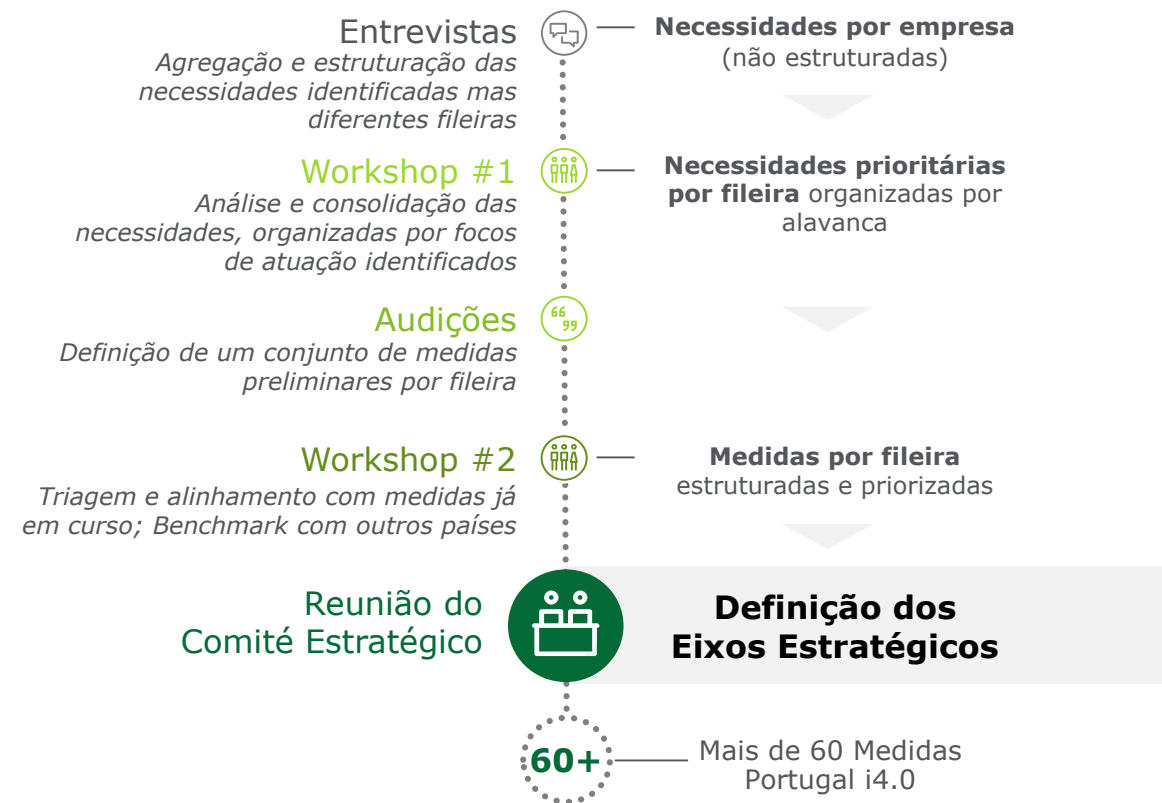 Entrevistas
Agregação e estruturação das
necessidades identificadas mas
diferentes fileiras
Necessidades por empresa
(não estruturadas)
Workshop #1
Análise e consolidação das
necessidades, organizadas por focos
de atuação identificados
Necessidades prioritárias
por fileira organizadas por
alavanca
Audições
Definição de um conjunto de medidas
preliminares por fileira
66
99
Workshop #2
Triagem e alinhamento com medidas já
em curso; Benchmark com outros países
Medidas por fileira
estruturadas e priorizadas
Reunião do
Comité Estratégico
Definição dos
Eixos Estratégicos
60+
Mais de 60 Medidas
Portugal i4.0